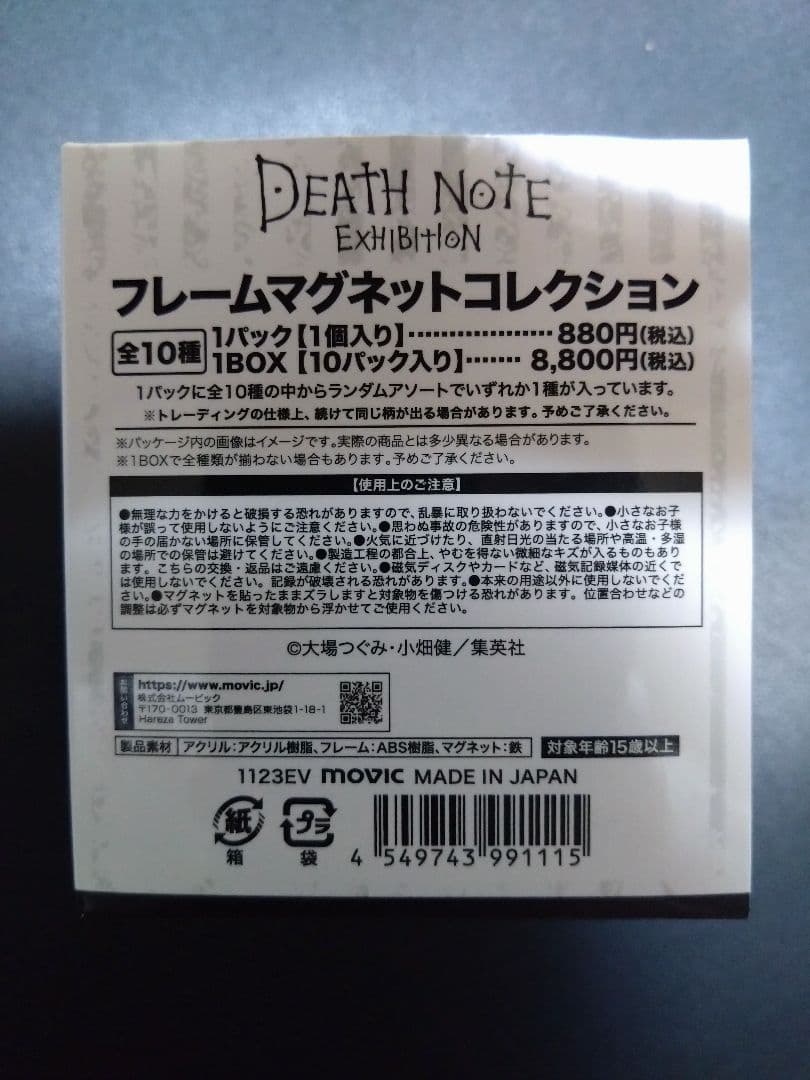 DEATH NOTE
EXHIBITION
フレームマグネットコレクション
全10種
1パック【1個入り】⋯⋯⋯⋯⋯⋯880円(税込)
1BOX【10パック入り】⋯⋯ 8,800円(税込)
1パックに全10種の中からランダムアソートでいずれか1種が入っています。
※トレーディングの仕様上、続けて同じ柄が出る場合があります。予めご了承ください。
※パッケージ内の画像はイメージです。実際の商品とは多少異なる場合があります。
※1BOXで全種類が揃わない場合もあります。予めご了承ください。
【使用上のご注意】
●無理な力をかけると破損する恐れがありますので、乱暴に取り扱わないでください。●小さなお子
様が誤って使用しないようにご注意ください。●思わぬ事故の危険性がありますので、小さなお子様
の手の届かない場所に保管してください。●火気に近づけたり、直射日光の当たる場所や高温・多湿
の場所での保管は避けてください。●製造工程の都合上、やむを得ない微細なキズが入るものもあり
ます。こちらの交換・返品はご遠慮ください。●磁気ディスクやカードなど、磁気記録媒体の近くで
は使用しないでください。記録が破壊される恐れがあります。●本来の用途以外に使用しないでくだ
さい。●マグネットを貼ったままズラしますと対象物を傷つける恐れがあります。位置合わせなどの
調整は必ずマグネットを対象物から浮かせてご使用ください。
©大場つぐみ・小畑健／集英社
お問い合わせ
https://www.movic.jp/
株式会社ムービック
〒170-0013 東京都豊島区東池袋1-18-1
Hareza Tower
製品素材 アクリル：アクリル樹脂、フレーム：ABS樹脂、マグネット：鉄
対象年齢15歳以上
1123EV movic MADE IN JAPAN
紙 プラ
箱 袋
4 549743 991115